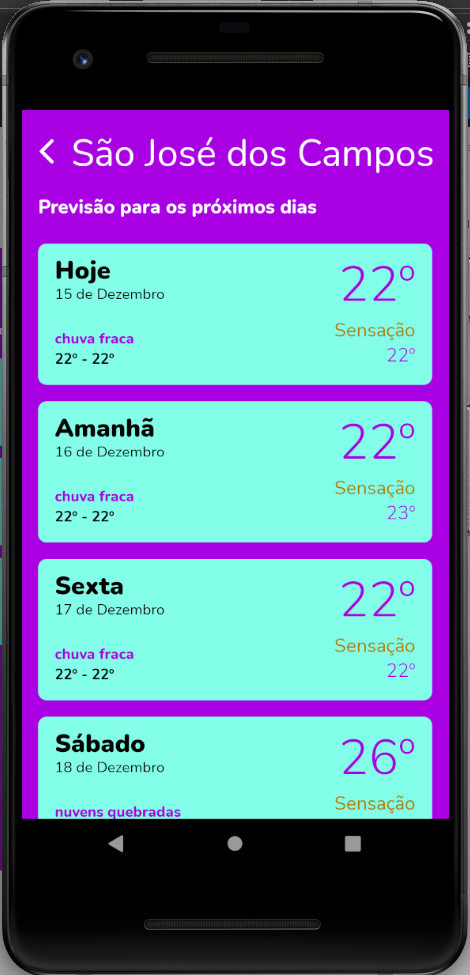 São José dos Campos
Previsão para os próximos dias
Hoje
15 de Dezembro
22º
Sensação
22º
chuva fraca
22º - 22º
Amanhã
16 de Dezembro
22º
Sensação
23º
chuva fraca
22º - 22º
Sexta
17 de Dezembro
22º
Sensação
22º
chuva fraca
22º - 22º
Sábado
18 de Dezembro
26º
Sensação
nuvens quebradas